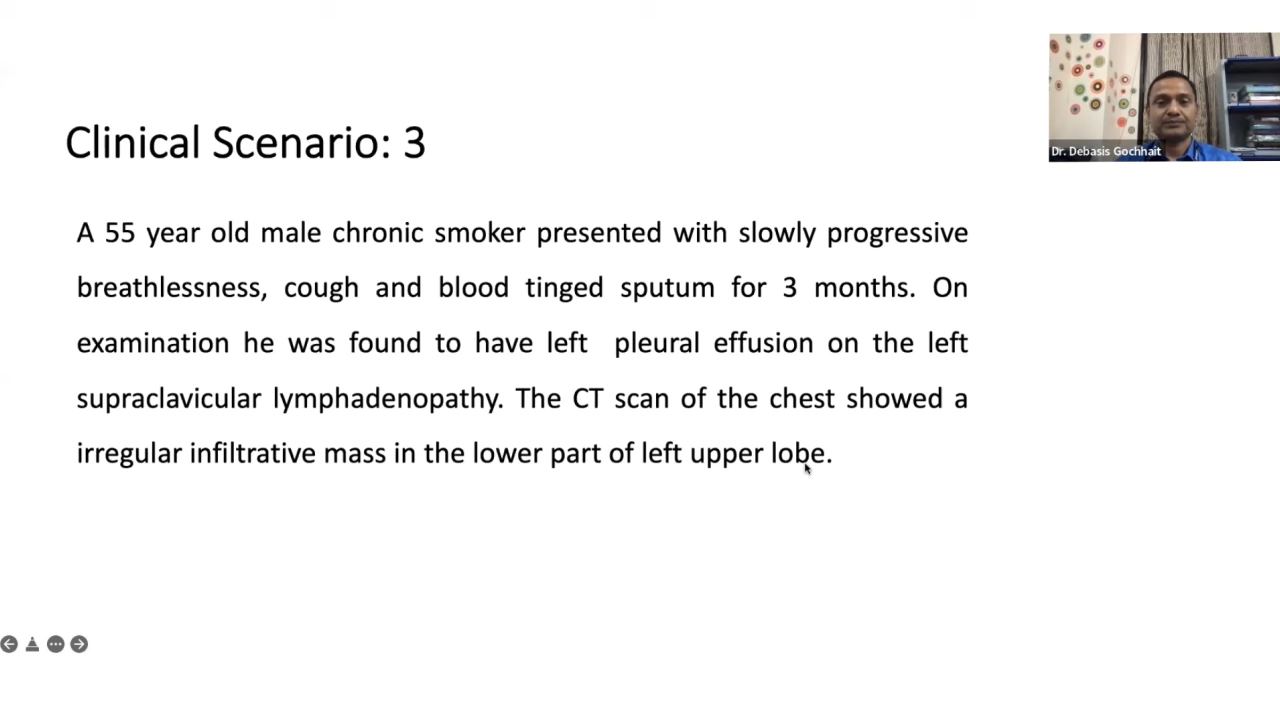 Clinical Scenario: 3
Dr. Debasis Gochhait
A 55 year old male chronic smoker presented with slowly progressive
breathlessness, cough and blood tinged sputum for 3 months. On
examination he was found to have left pleural effusion on the left
supraclavicular lymphadenopathy. The CT scan of the chest showed a
irregular infiltrative mass in the lower part of left upper lobe.